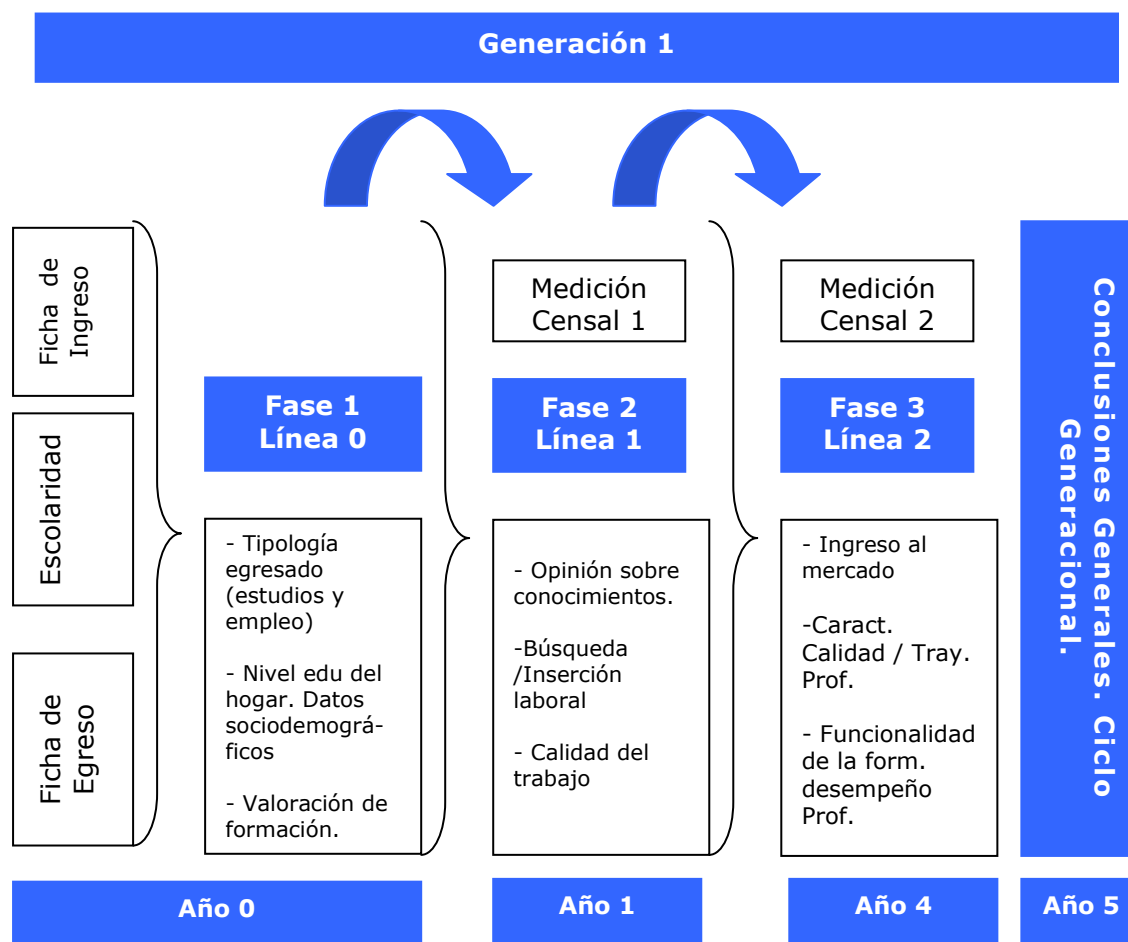 Generación 1
Ficha de
Ingreso
Escolaridad
Ficha de
Egreso
Fase 1
Línea 0
- Tipología
egresado
(estudios y
empleo)
- Nivel edu del
hogar. Datos
sociodemográ-
ficos
- Valoración de
formación.
Medición
Censal 1
Fase 2
Línea 1
- Opinión sobre
conocimientos.
-Búsqueda
/Inserción
laboral
- Calidad del
trabajo
Medición
Censal 2
Fase 3
Línea 2
- Ingreso al
mercado
-Caract.
Calidad / Tray.
Prof.
- Funcionalidad
de la form.
desempeño
Prof.
Conclusiones Generales. Ciclo
Generacional.
Año 0
Año 1
Año 4
Año 5